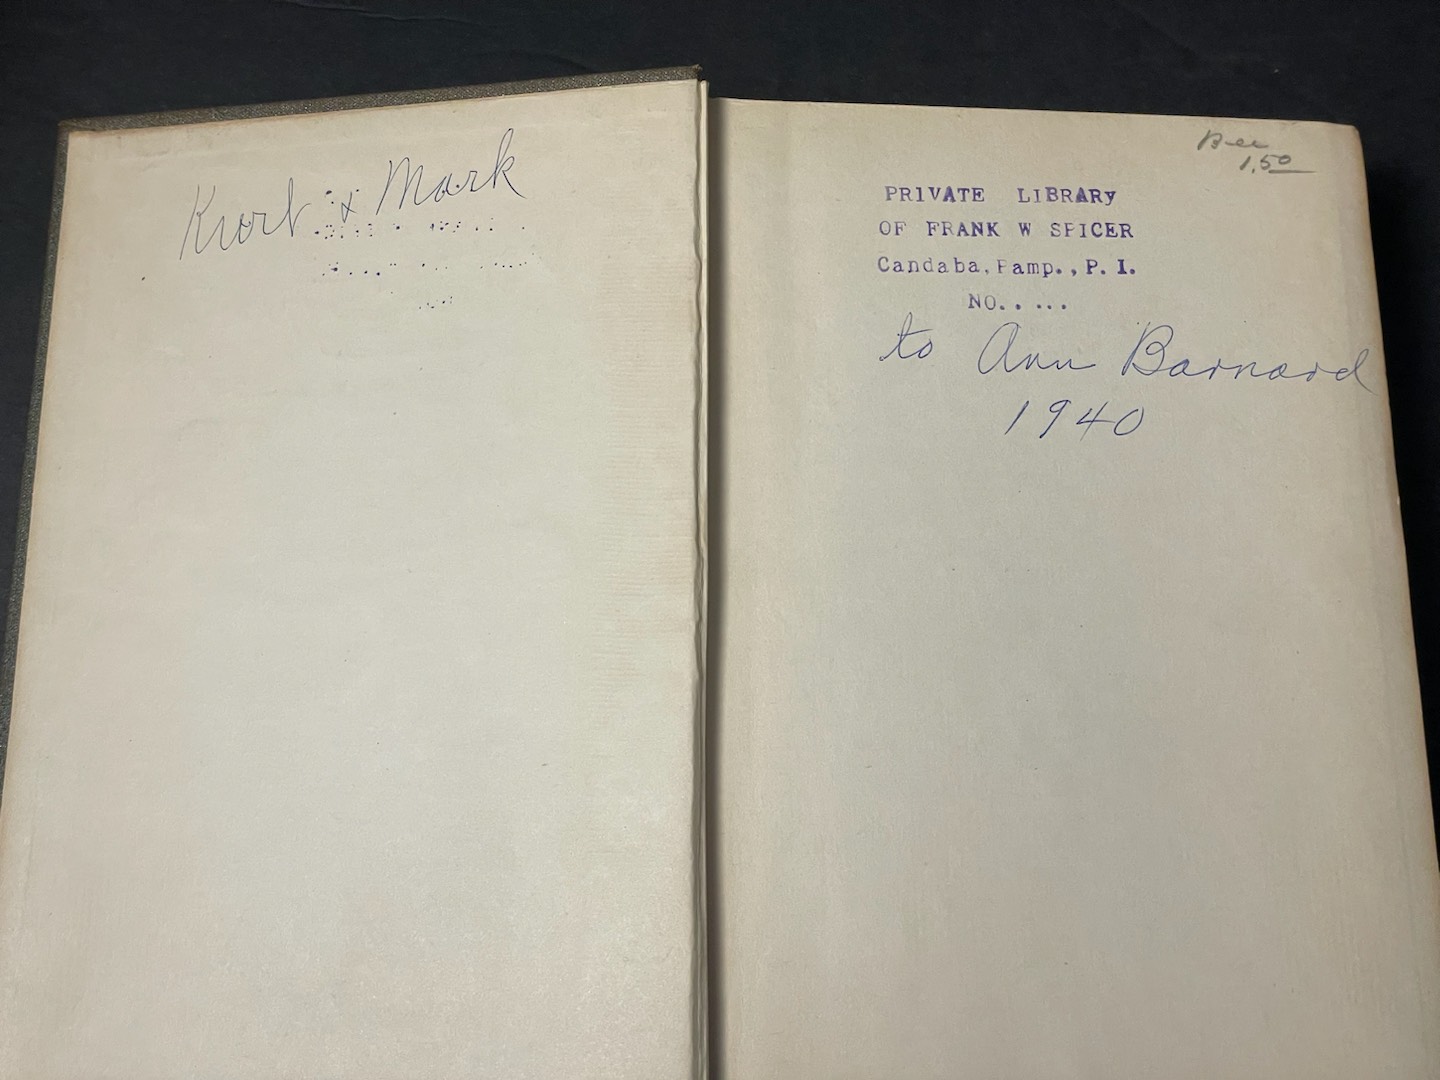 Kurt & Mark
Bee
1.50
PRIVATE LIBRARY
OF FRANK W SPICER
Candaba, Pamp., P. I.
NO. . ...
to Ann Barnard
1940